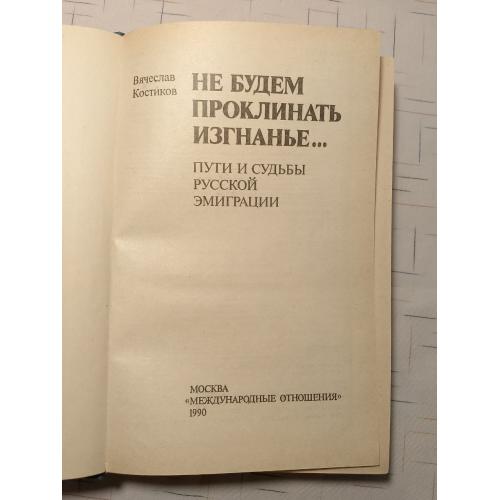 Вячеслав
Костиков
НЕ БУДЕМ
ПРОКЛИНАТЬ
ИЗГНАНЬЕ...
ПУТИ И СУДЬБЫ
РУССКОЙ
ЭМИГРАЦИИ
МОСКВА
«МЕЖДУНАРОДНЫЕ ОТНОШЕНИЯ»
1990